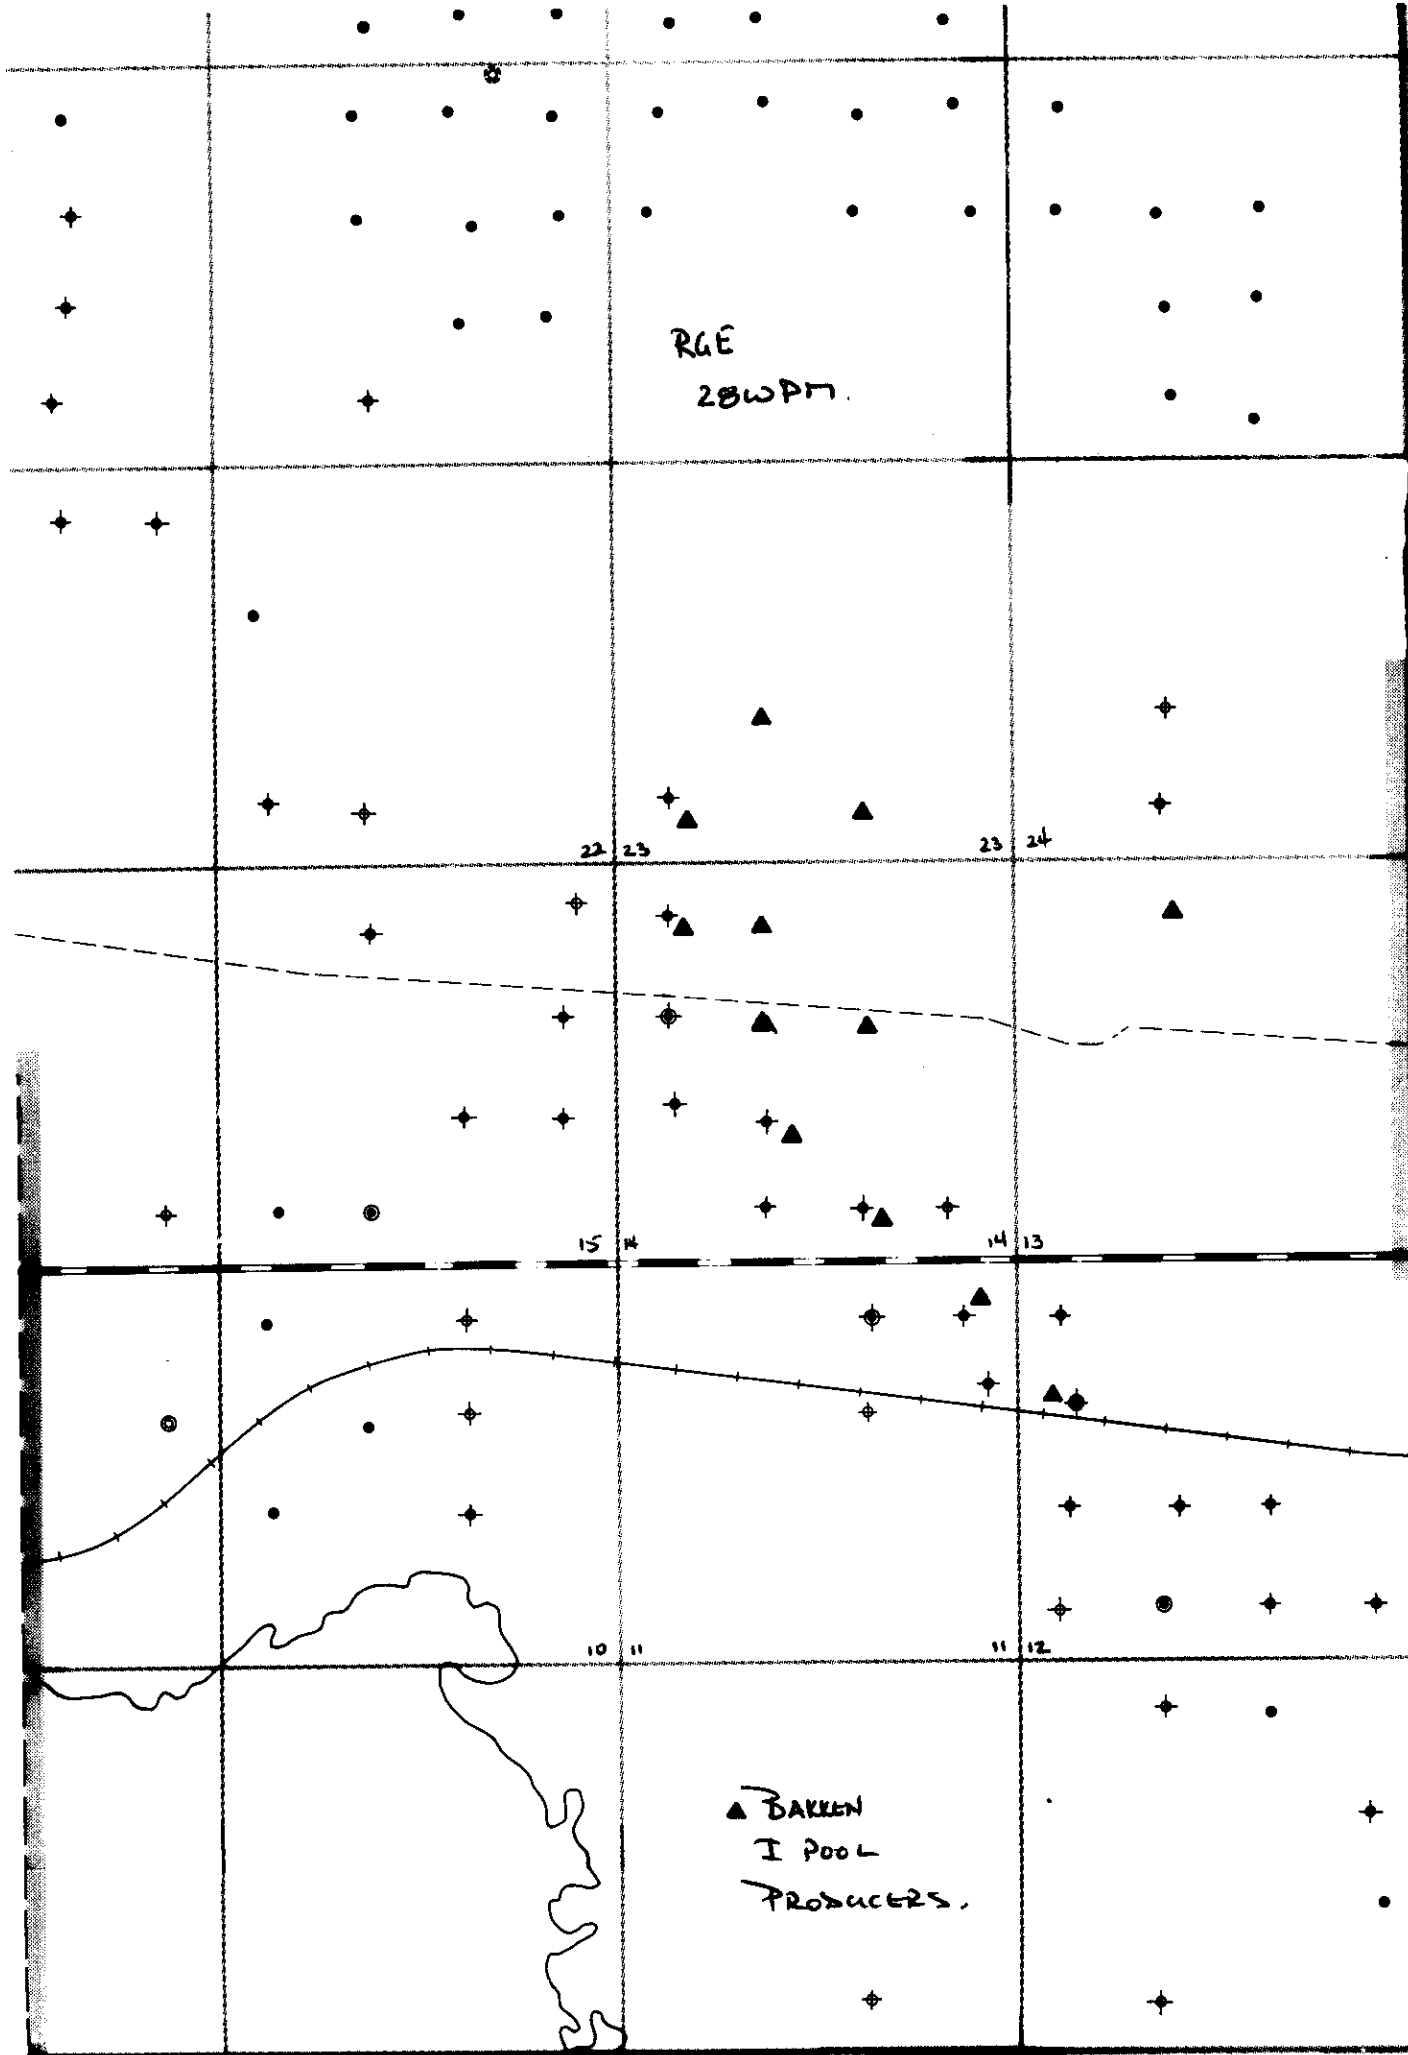 RGE
28WPM.
22 23
23 24
15 14
14 13
10 11
11 12
▲ BAKKEN
I POOL
PRODUCERS.